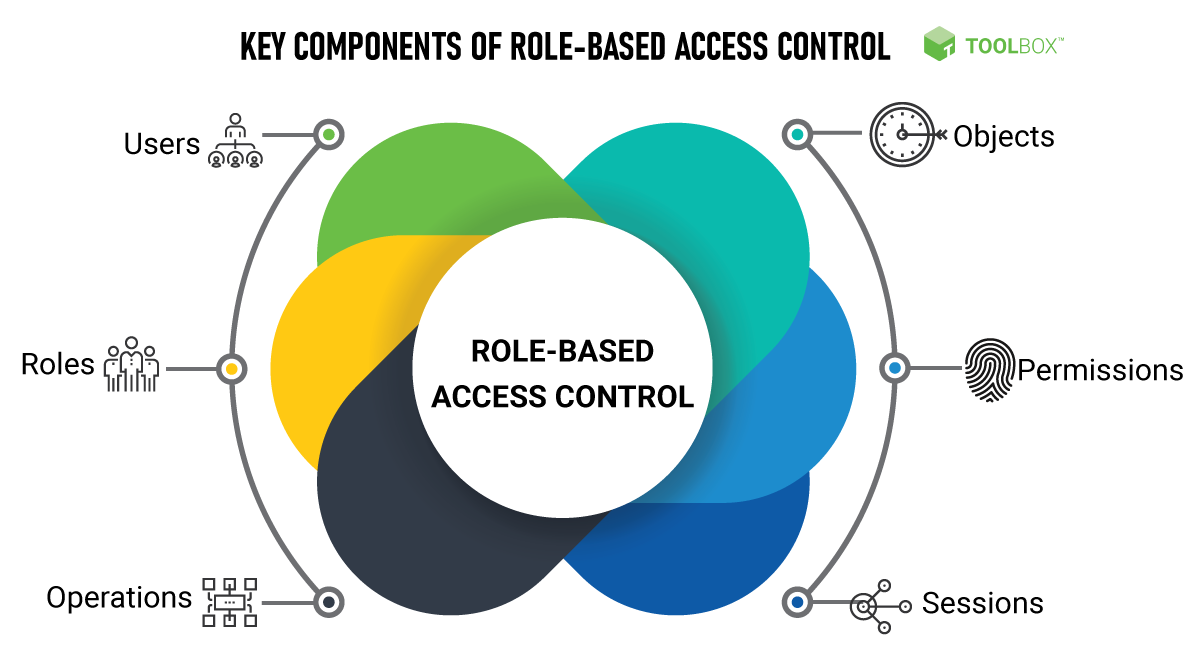 KEY COMPONENTS OF ROLE-BASED ACCESS CONTROL
TOOLBOX™
Users
Objects
ROLE-BASED
ACCESS CONTROL
Roles
Permissions
Operations
Sessions